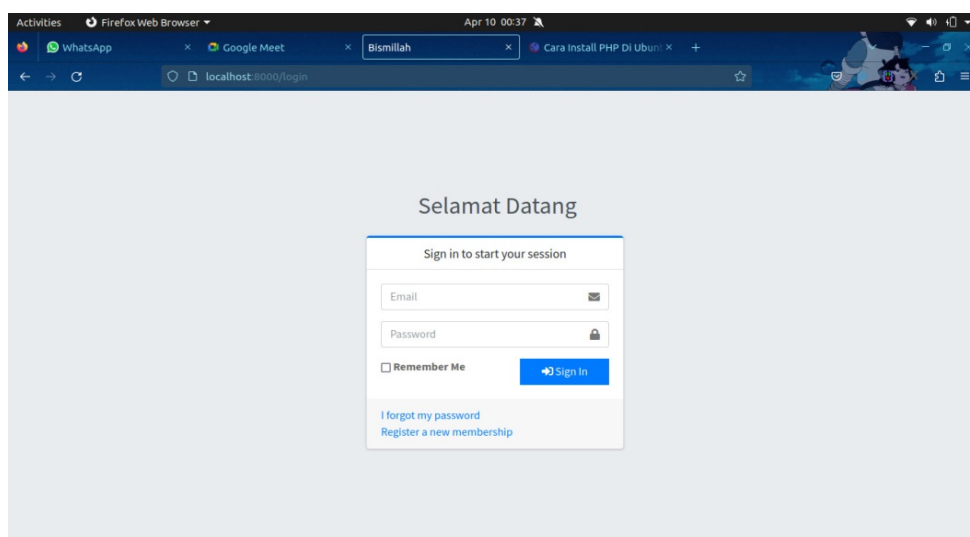 Activities Firefox Web Browser Apr 10 00:37
WhatsApp Google Meet Bismillah Cara Install PHP Di Ubun
localhost:8000/login
Selamat Datang
Sign in to start your session
Email
Password
Remember Me Sign In
I forgot my password
Register a new membership